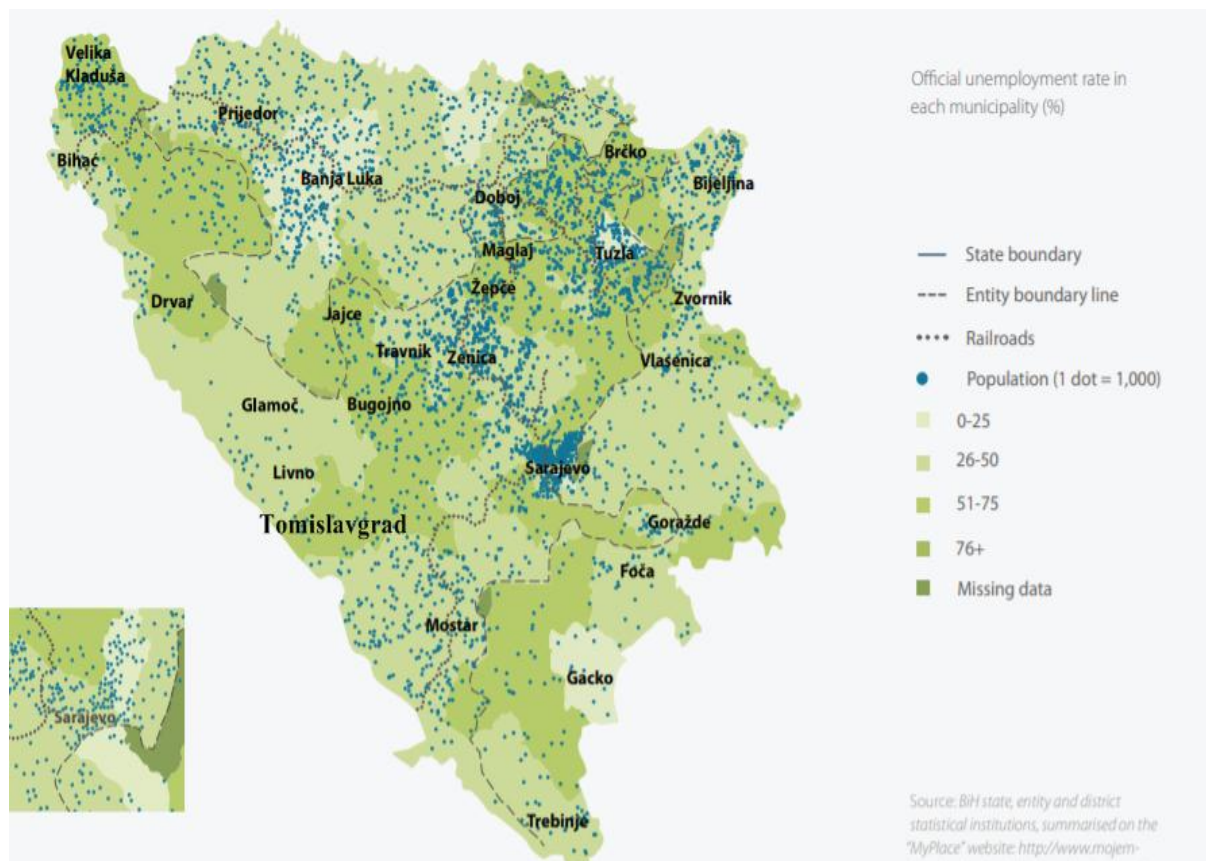 Velika
Kladuša
Prijedor
Bihać
Banja Luka
Brčko
Bijeljina
Doboj
Maglaj
Tuzla
Žepče
Drvar
Jajce
Zvornik
Travnik
Zenica
Vlasenica
Glamoč
Bugojno
Livno
Sarajevo
Tomislavgrad
Goražde
Foča
Mostar
Gacko
Trebinje
Sarajevo
Official unemployment rate in
each municipality (%)
State boundary
Entity boundary line
Railroads
Population (1 dot = 1,000)
0-25
26-50
51-75
76+
Missing data
Source: BiH state, entity and district
statistical institutions, summarised on the
"MyPlace" website: http://www.mojem-